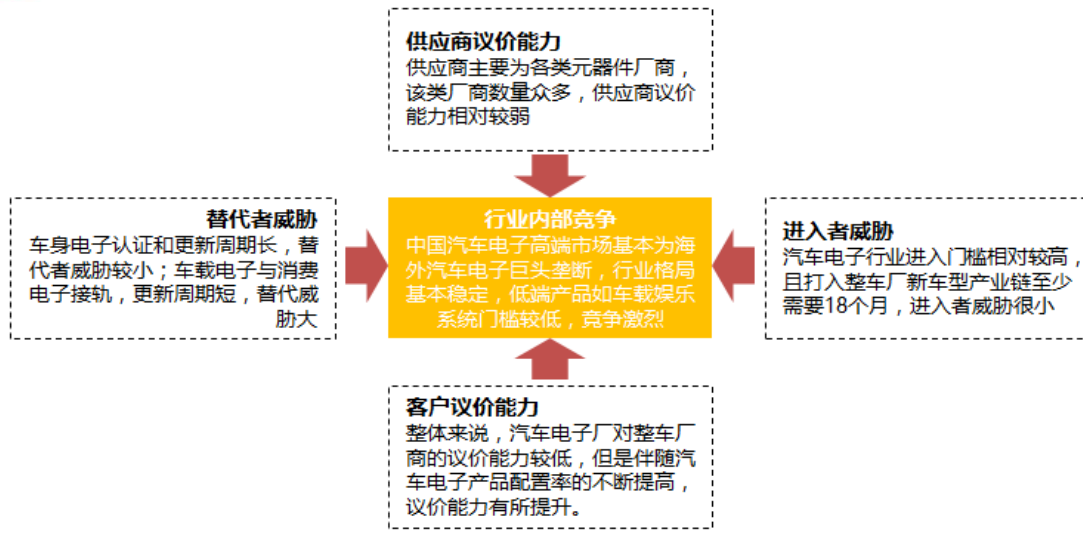 供应商议价能力
供应商主要为各类元器件厂商，
该类厂商数量众多，供应商议价
能力相对较弱
替代者威胁
车身电子认证和更新周期长，替
代者威胁较小；车载电子与消费
电子接轨，更新周期短，替代威
胁大
行业内部竞争
中国汽车电子高端市场基本为海
外汽车电子巨头垄断，行业格局
基本稳定，低端产品如车载娱乐
系统门槛较低，竞争激烈
进入者威胁
汽车电子行业进入门槛相对较高，
且打入整车厂新车型产业链至少
需要18个月，进入者威胁很小
客户议价能力
整体来说，汽车电子厂对整车厂
商的议价能力较低，但是伴随汽
车电子产品配置率的不断提高，
议价能力有所提升。